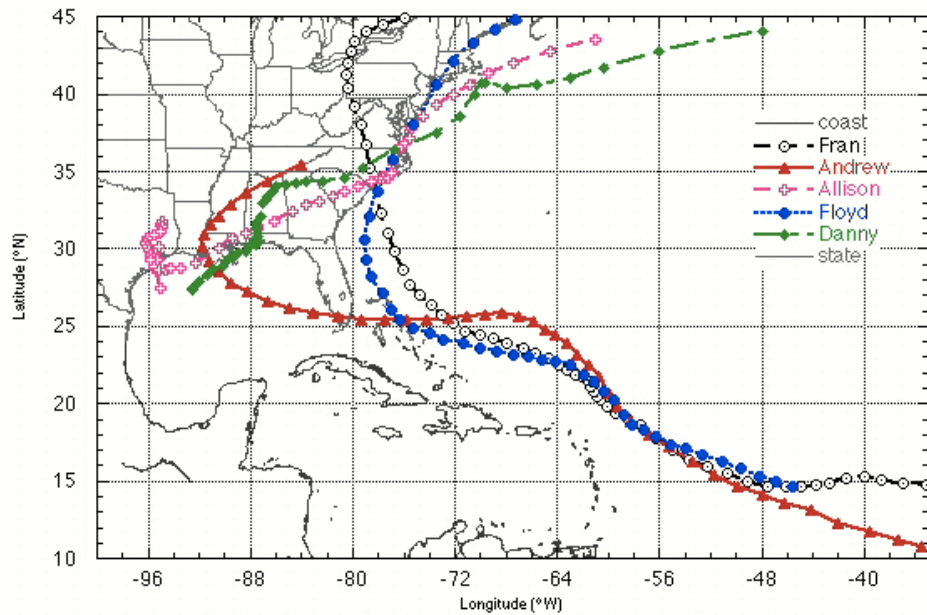 45
40
35
30
25
20
15
10
Latitude (°N)
coast
Fran
Andrew
Allison
Floyd
Danny
state
-96
-88
-80
-72
-64
-56
-48
-40
Longitude (°W)